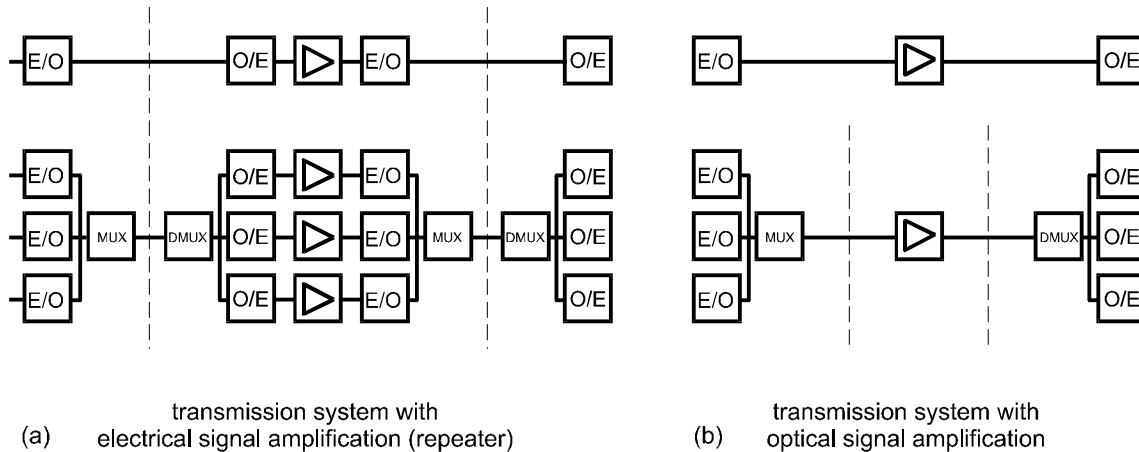 E/O O/E E/O O/E E/O O/E
E/O O/E E/O O/E E/O O/E
E/O MUX DMUX O/E E/O MUX DMUX O/E E/O MUX DMUX O/E
E/O O/E E/O O/E E/O O/E
(a) transmission system with
electrical signal amplification (repeater)
(b) transmission system with
optical signal amplification